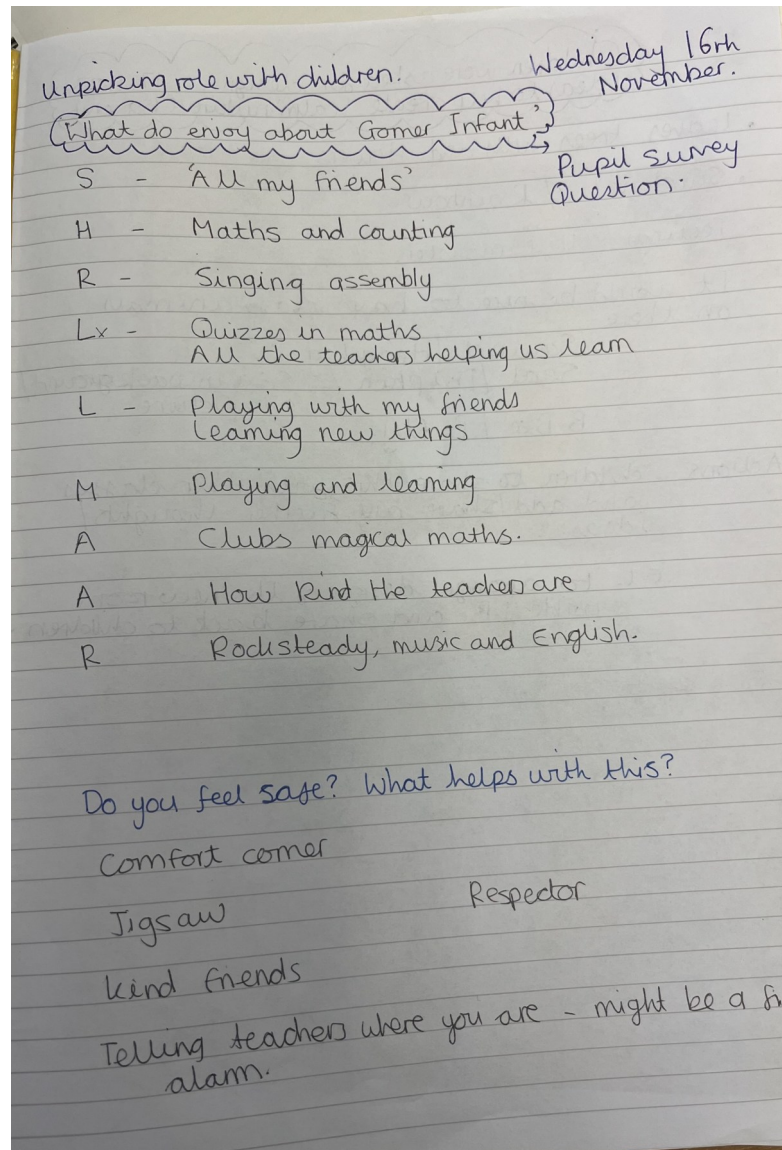 Unpicking role with children.
Wednesday 16th
November.
'What do enjoy about Gomer Infant'
Pupil survey
Question.
S - 'All my friends'
H - Maths and counting
R - Singing assembly
Lx - Quizzes in maths
All the teachers helping us learn
L - Playing with my friends
Learning new things
M Playing and learning
A Clubs magical maths.
A How kind the teachers are
R Rocksteady, music and English.
Do you feel safe? What helps with this?
Comfort corner
Jigsaw
Respector
kind friends
Telling teachers where you are - might be a
alarm.